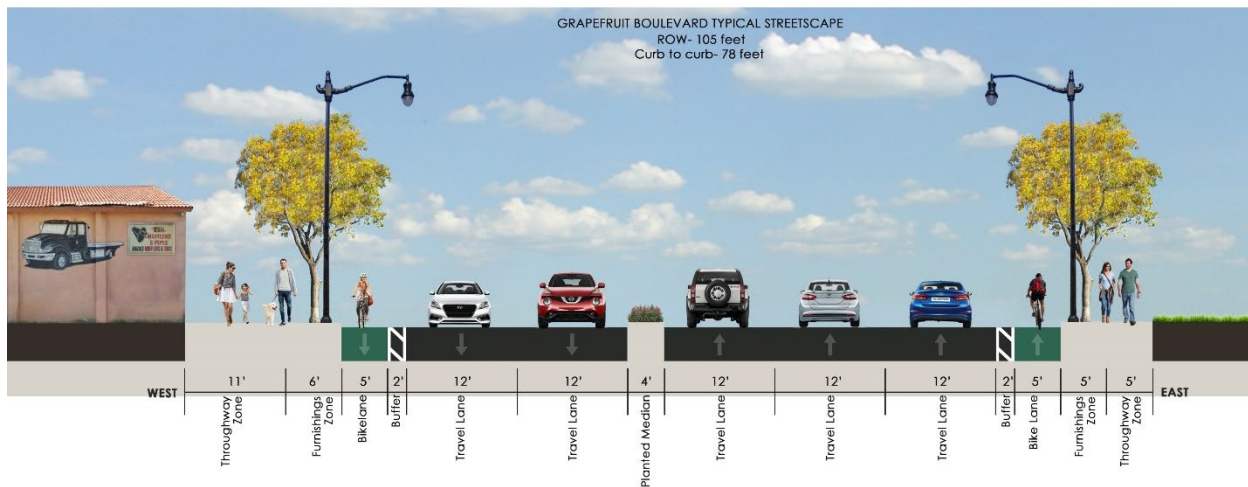 GRAPEFRUIT BOULEVARD TYPICAL STREETSCAPE
ROW- 105 feet
Curb to curb- 78 feet
MUFFLERS
WEST
11'
6'
5'
2'
12'
12'
4'
12'
12'
12'
2'
5'
5'
5'
EAST
Throughway
Zone
Furnishings
Zone
Bikelane
Buffer
Travel Lane
Travel Lane
Planted Median
Travel Lane
Travel Lane
Travel Lane
Buffer
Bike Lane
Furnishings
Zone
Throughway
Zone